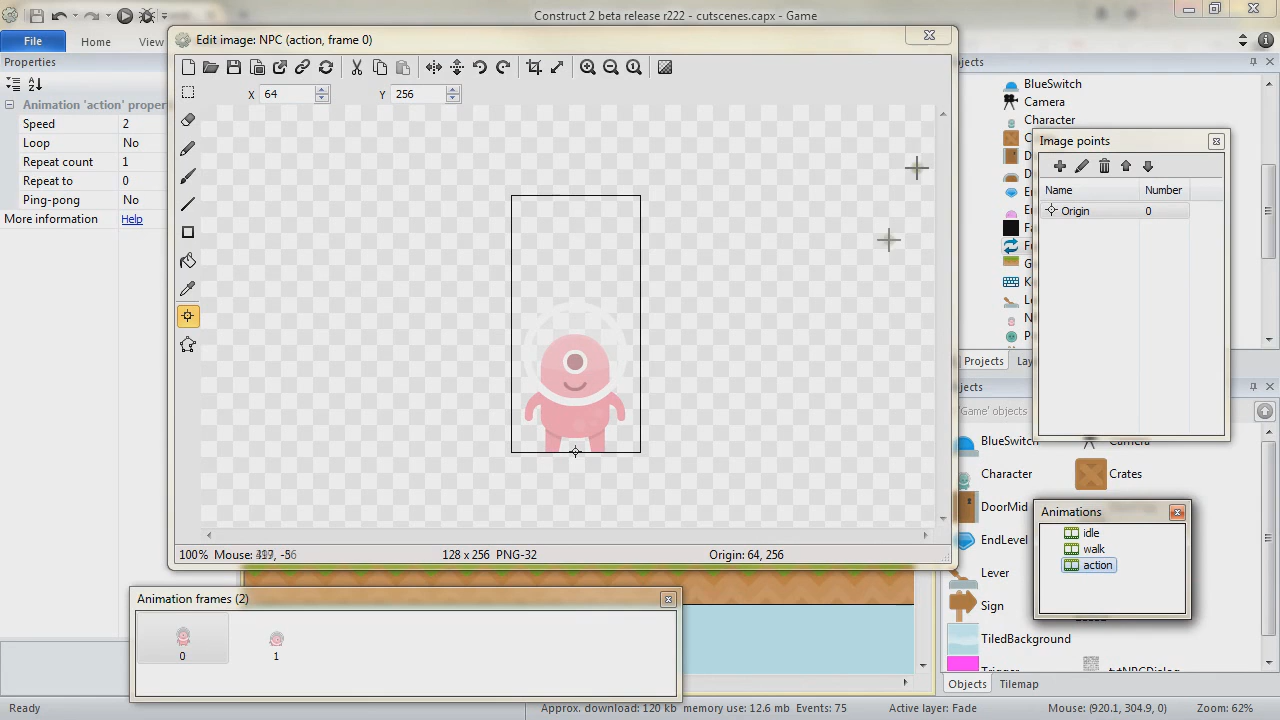 Construct 2 beta release r222 - cutscenes.capx - Game
File Home View
Edit image: NPC (action, frame 0)
Properties
Animation 'action' proper
Speed 2
Loop No
Repeat count 1
Repeat to 0
Ping-pong No
More information Help
X 64 Y 256
100% Mouse: 128 x 256 PNG-32 Origin: 64, 256
Animation frames (2)
0
1
ojects
BlueSwitch
Camera
Character
Image points
Name Number
Origin 0
Projects
ojects
'Game' objects
BlueSwitch Camera
Character Crates
DoorMid
EndLevel
Lever
Sign
TiledBackground
Trigger txtNPCDialog
Animations
idle
walk
action
Objects Tilemap
Ready Approx. download: 120 kb memory use: 12.6 mb Events: 75 Active layer: Fade Mouse: (920.1, 304.9, 0) Zoom: 62%